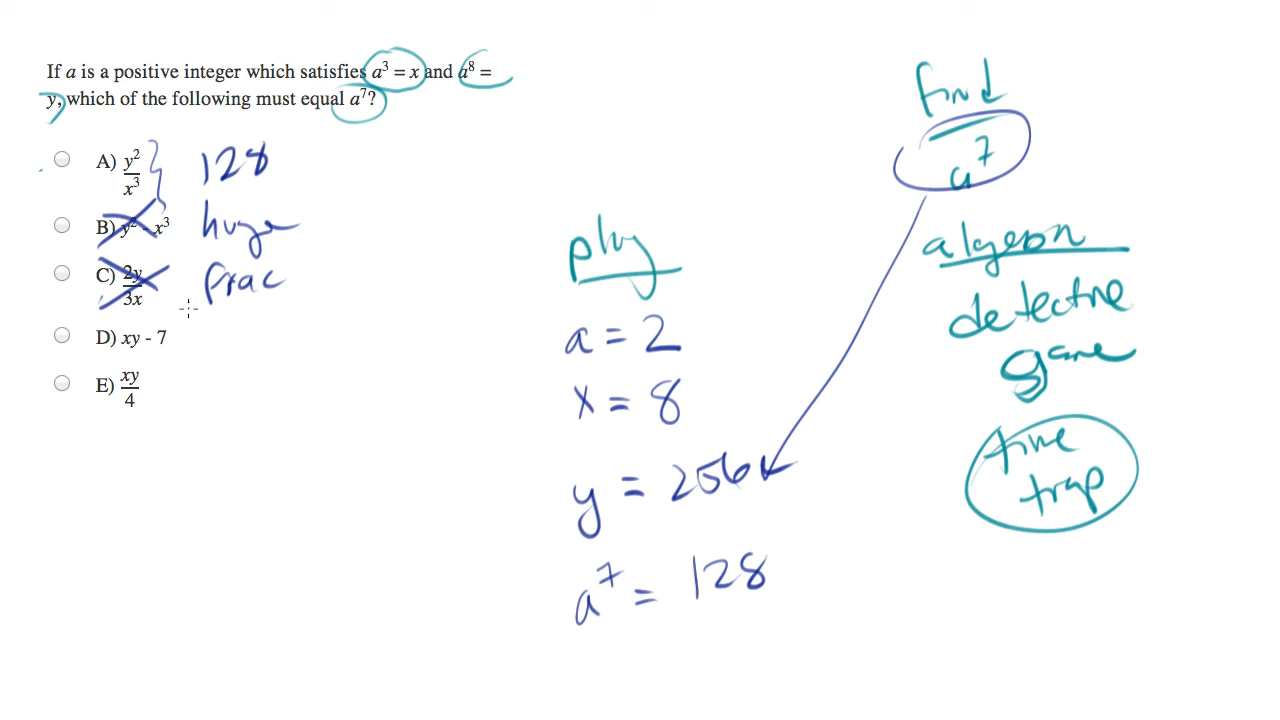 If a is a positive integer which satisfies a³ = x and a⁸ =
y, which of the following must equal a⁷?
A) y²/x³ 128
B) y² - x³ huge
C) 2y/3x frac
D) xy - 7
E) xy/4
plug
a = 2
x = 8
y = 256
a⁷ = 128
find
a⁷
algebra
detective
game
time
trap